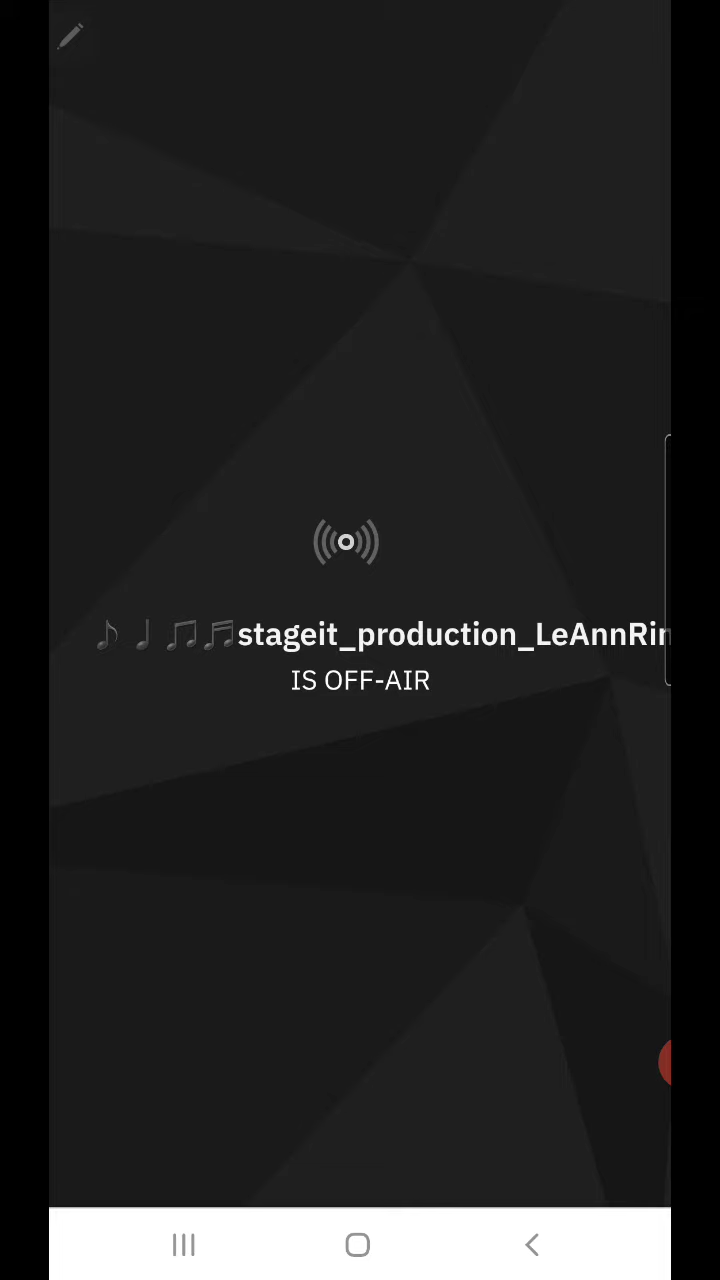 ♪ ♩ ♫ ♬stageit_production_LeAnnRi
IS OFF-AIR